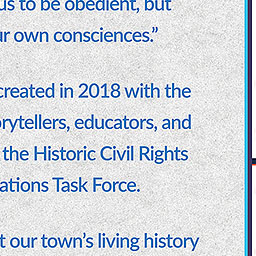 us to be obedient, but
ur own consciences.”
created in 2018 with the
orytellers, educators, and
the Historic Civil Rights
ations Task Force.
t our town’s living history